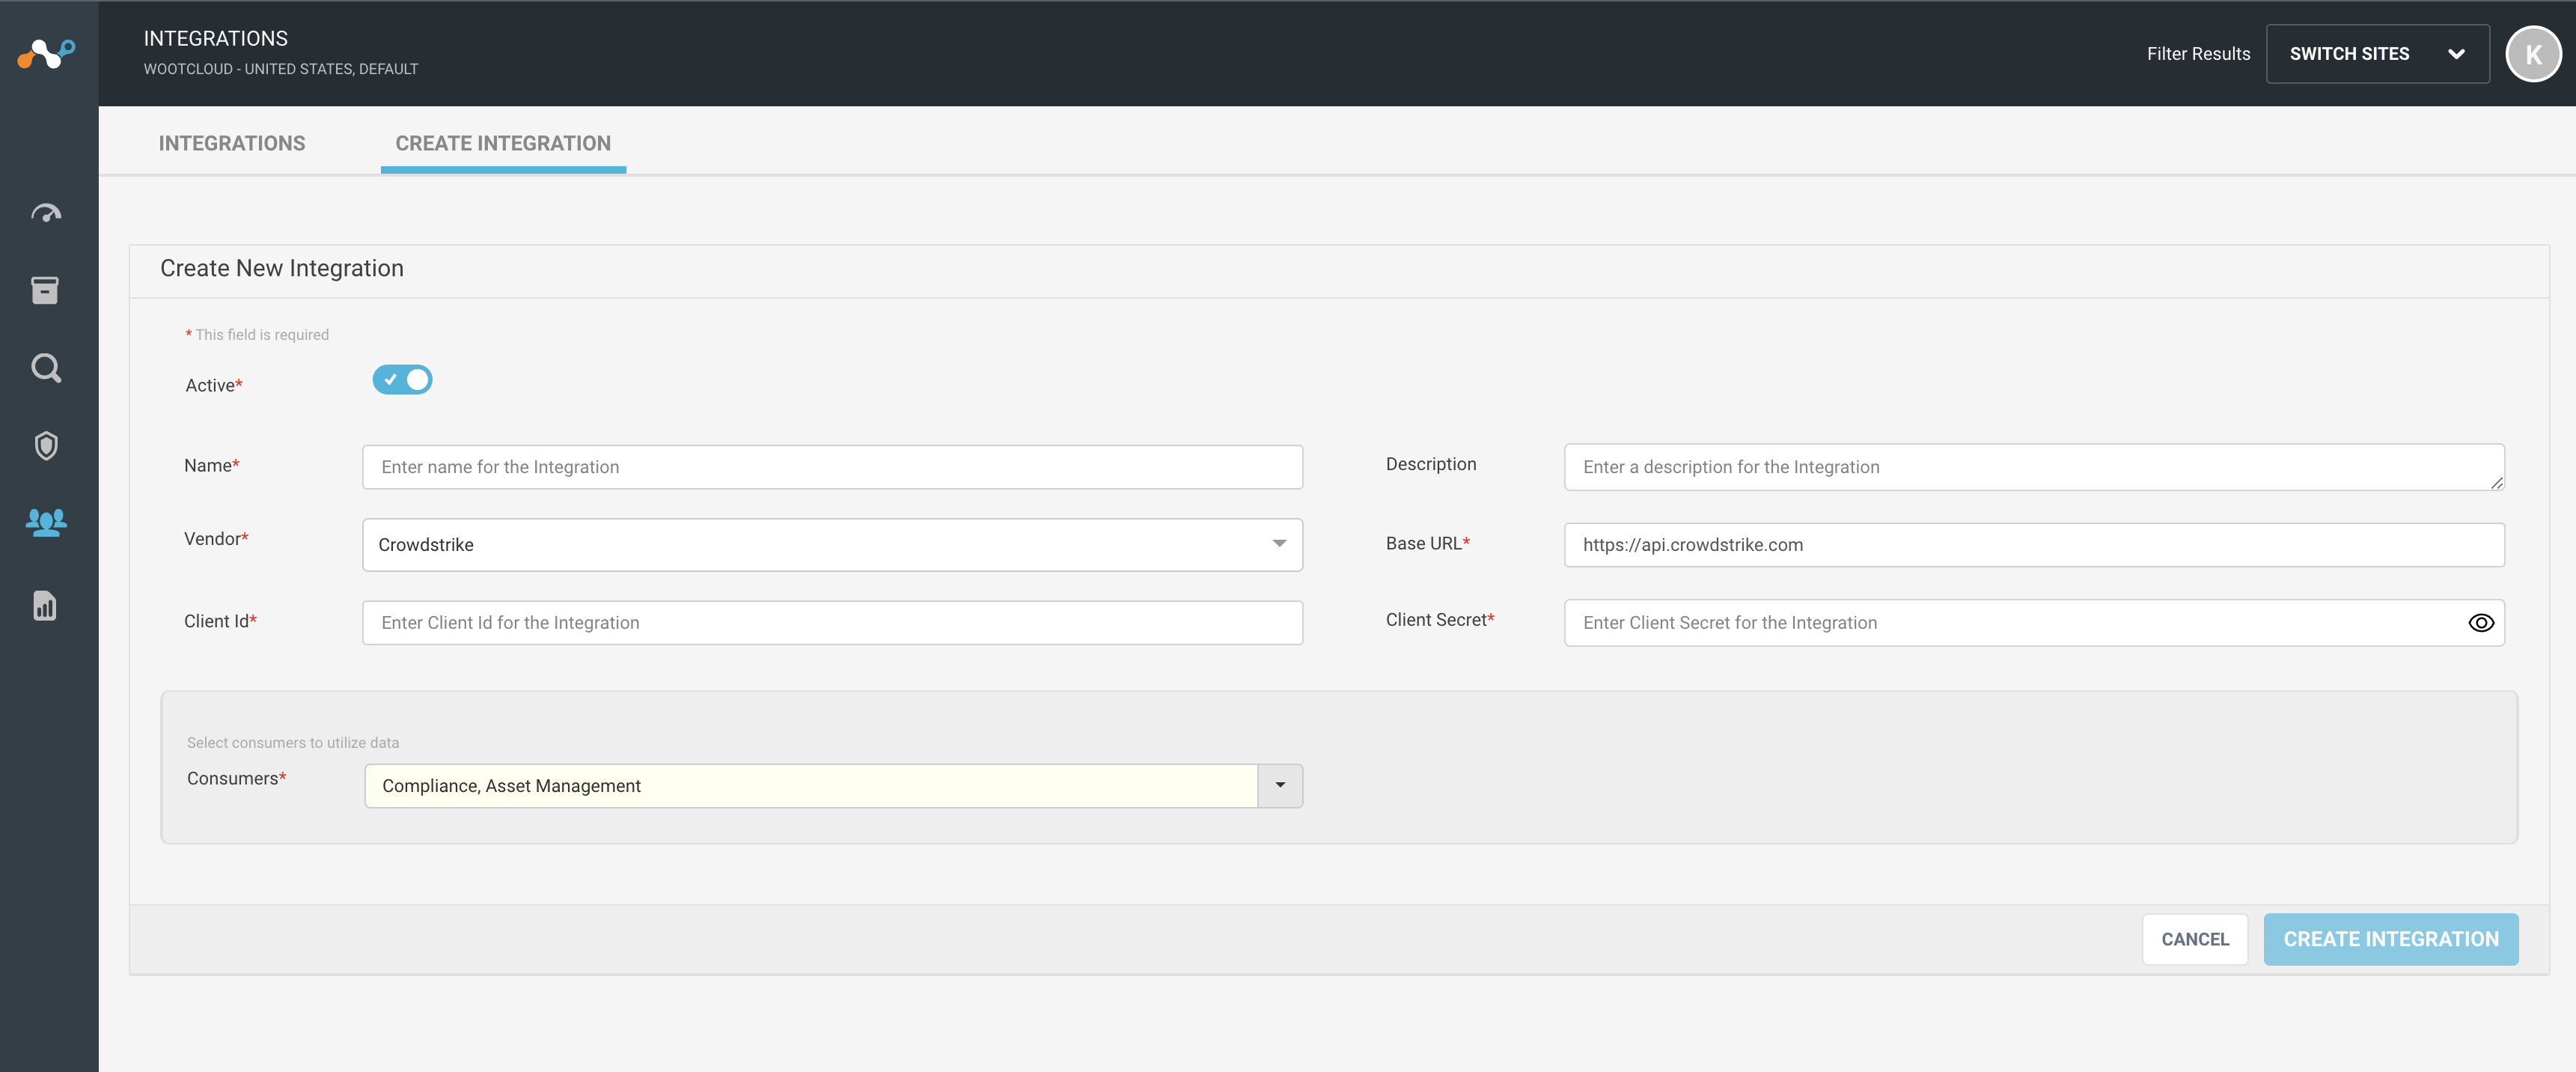 INTEGRATIONS
WOOTCLOUD - UNITED STATES, DEFAULT
Filter Results
SWITCH SITES
K
INTEGRATIONS
CREATE INTEGRATION
Create New Integration
* This field is required
Active*
Name*
Enter name for the Integration
Description
Enter a description for the Integration
Vendor*
Crowdstrike
Base URL*
https://api.crowdstrike.com
Client Id*
Enter Client Id for the Integration
Client Secret*
Enter Client Secret for the Integration
Select consumers to utilize data
Consumers*
Compliance, Asset Management
CANCEL
CREATE INTEGRATION